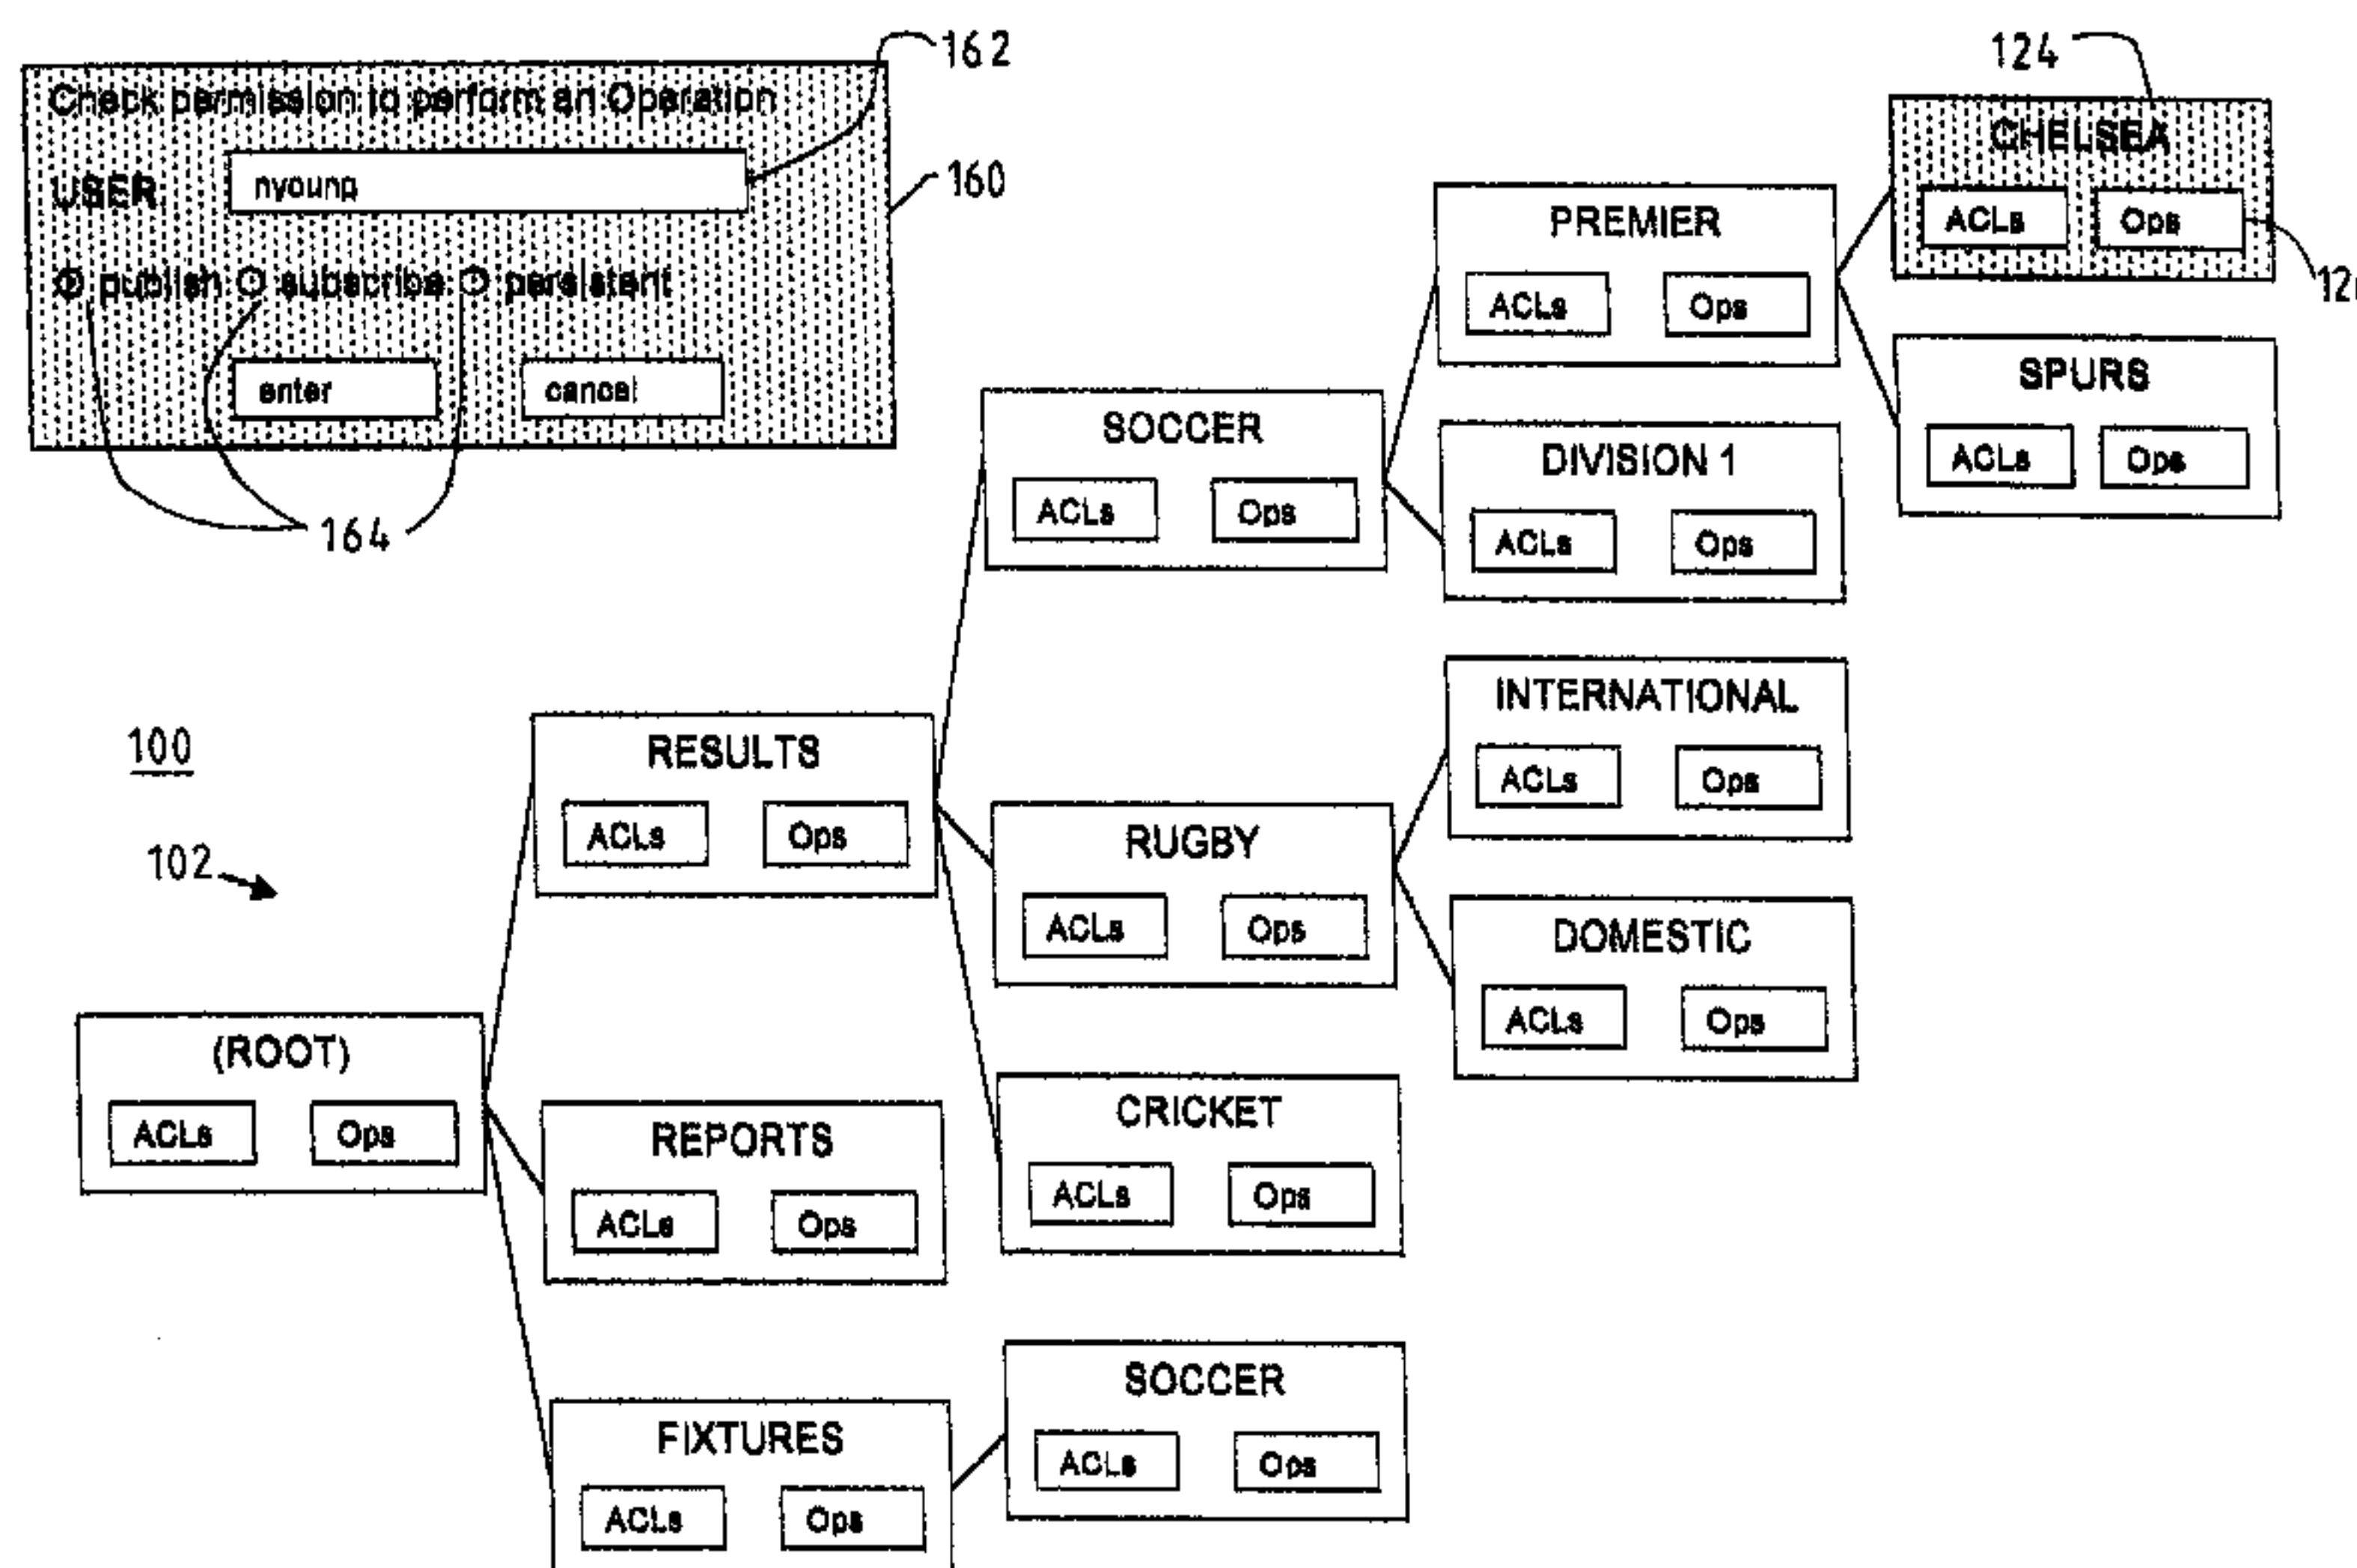 162
124
Check permission to perform an Operation
CHELSEA
USER
nyoung
160
ACLs Ops
PREMIER
ACLs Ops
publish subscribe persistent
SPURS
ACLs Ops
enter cancel
SOCCER
ACLs Ops
DIVISION 1
ACLs Ops
164
INTERNATIONAL
ACLs Ops
100
RESULTS
ACLs Ops
102
RUGBY
ACLs Ops
DOMESTIC
ACLs Ops
(ROOT)
ACLs Ops
CRICKET
ACLs Ops
REPORTS
ACLs Ops
SOCCER
ACLs Ops
FIXTURES
ACLs Ops